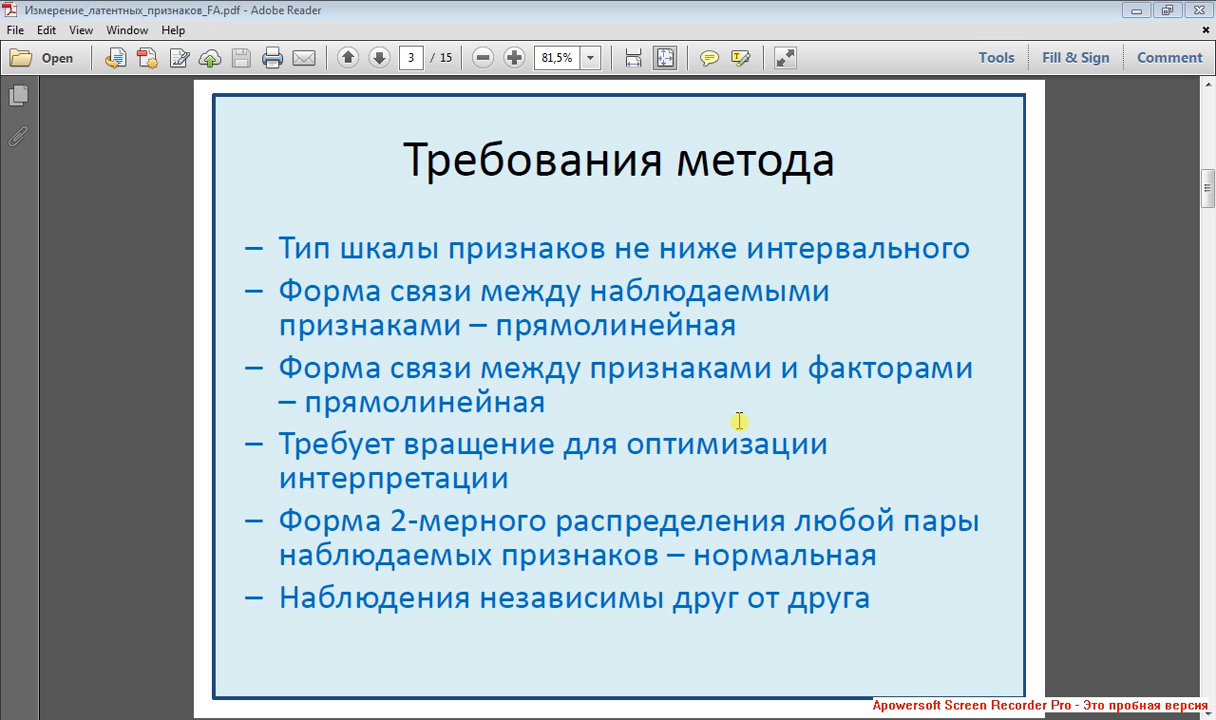 Измерение_латентных_признаков_FA.pdf - Adobe Reader
File Edit View Window Help
Open 3 / 15 81,5% Tools Fill & Sign Comment
Требования метода
– Тип шкалы признаков не ниже интервального
– Форма связи между наблюдаемыми
признаками – прямолинейная
– Форма связи между признаками и факторами
– прямолинейная
– Требует вращение для оптимизации
интерпретации
– Форма 2-мерного распределения любой пары
наблюдаемых признаков – нормальная
– Наблюдения независимы друг от друга
Apowersoft Screen Recorder Pro - Это пробная версия